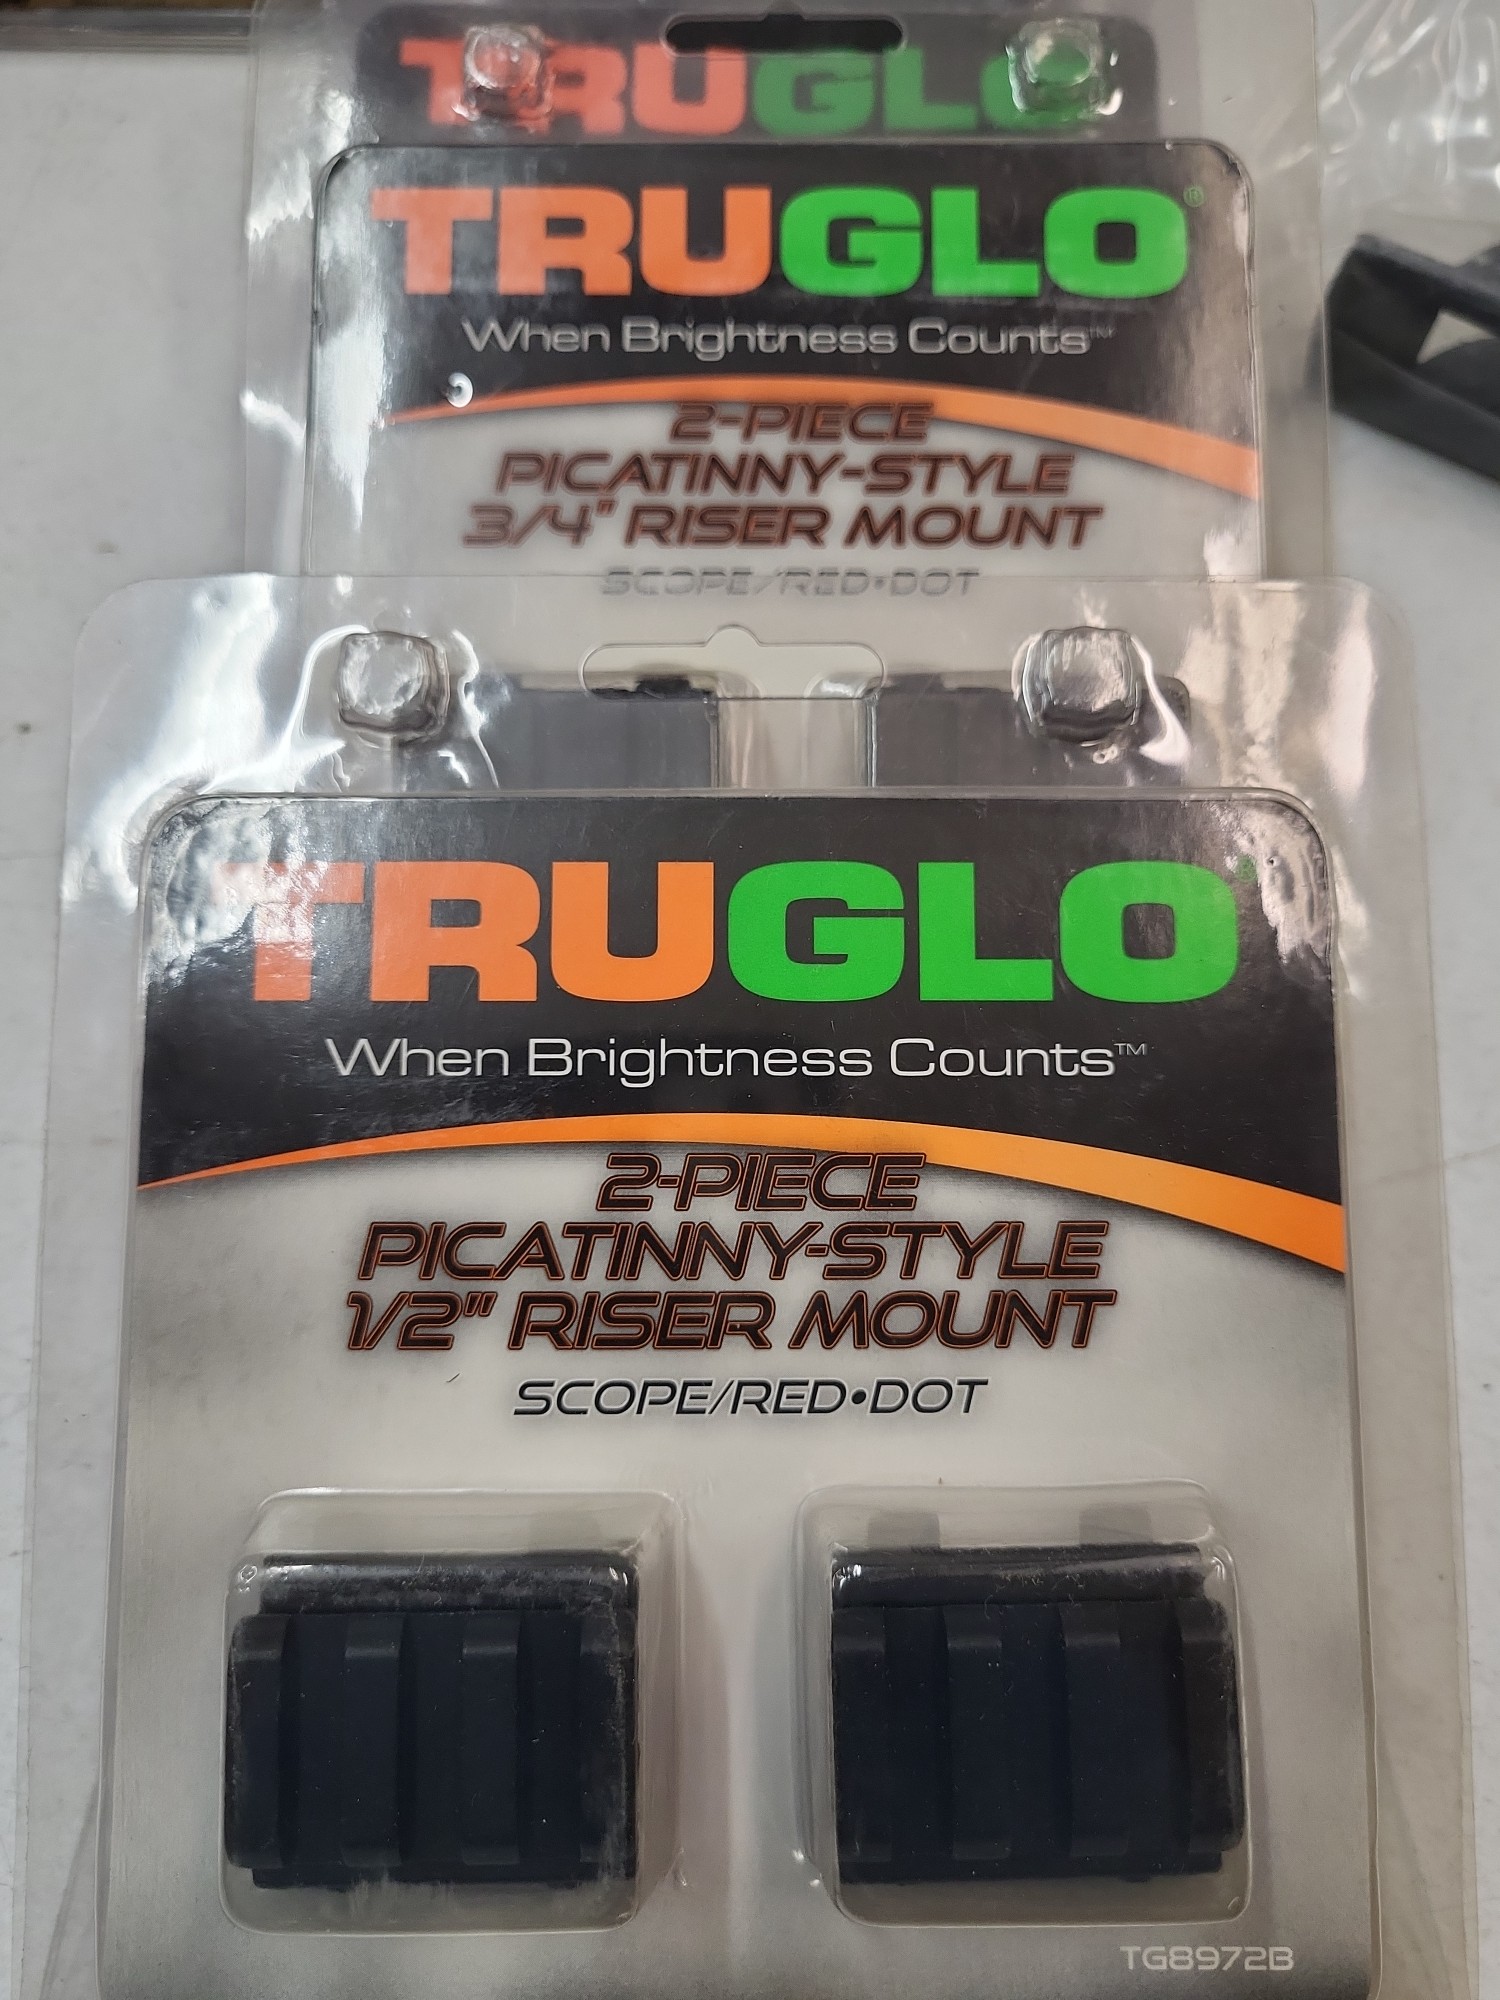 TRUGLO
TRUGLO®
When Brightness Counts™
2-PIECE
PICATINNY-STYLE
3/4" RISER MOUNT
SCOPE/RED•DOT
TRUGLO®
When Brightness Counts™
2-PIECE
PICATINNY-STYLE
1/2" RISER MOUNT
SCOPE/RED•DOT
TG8972B